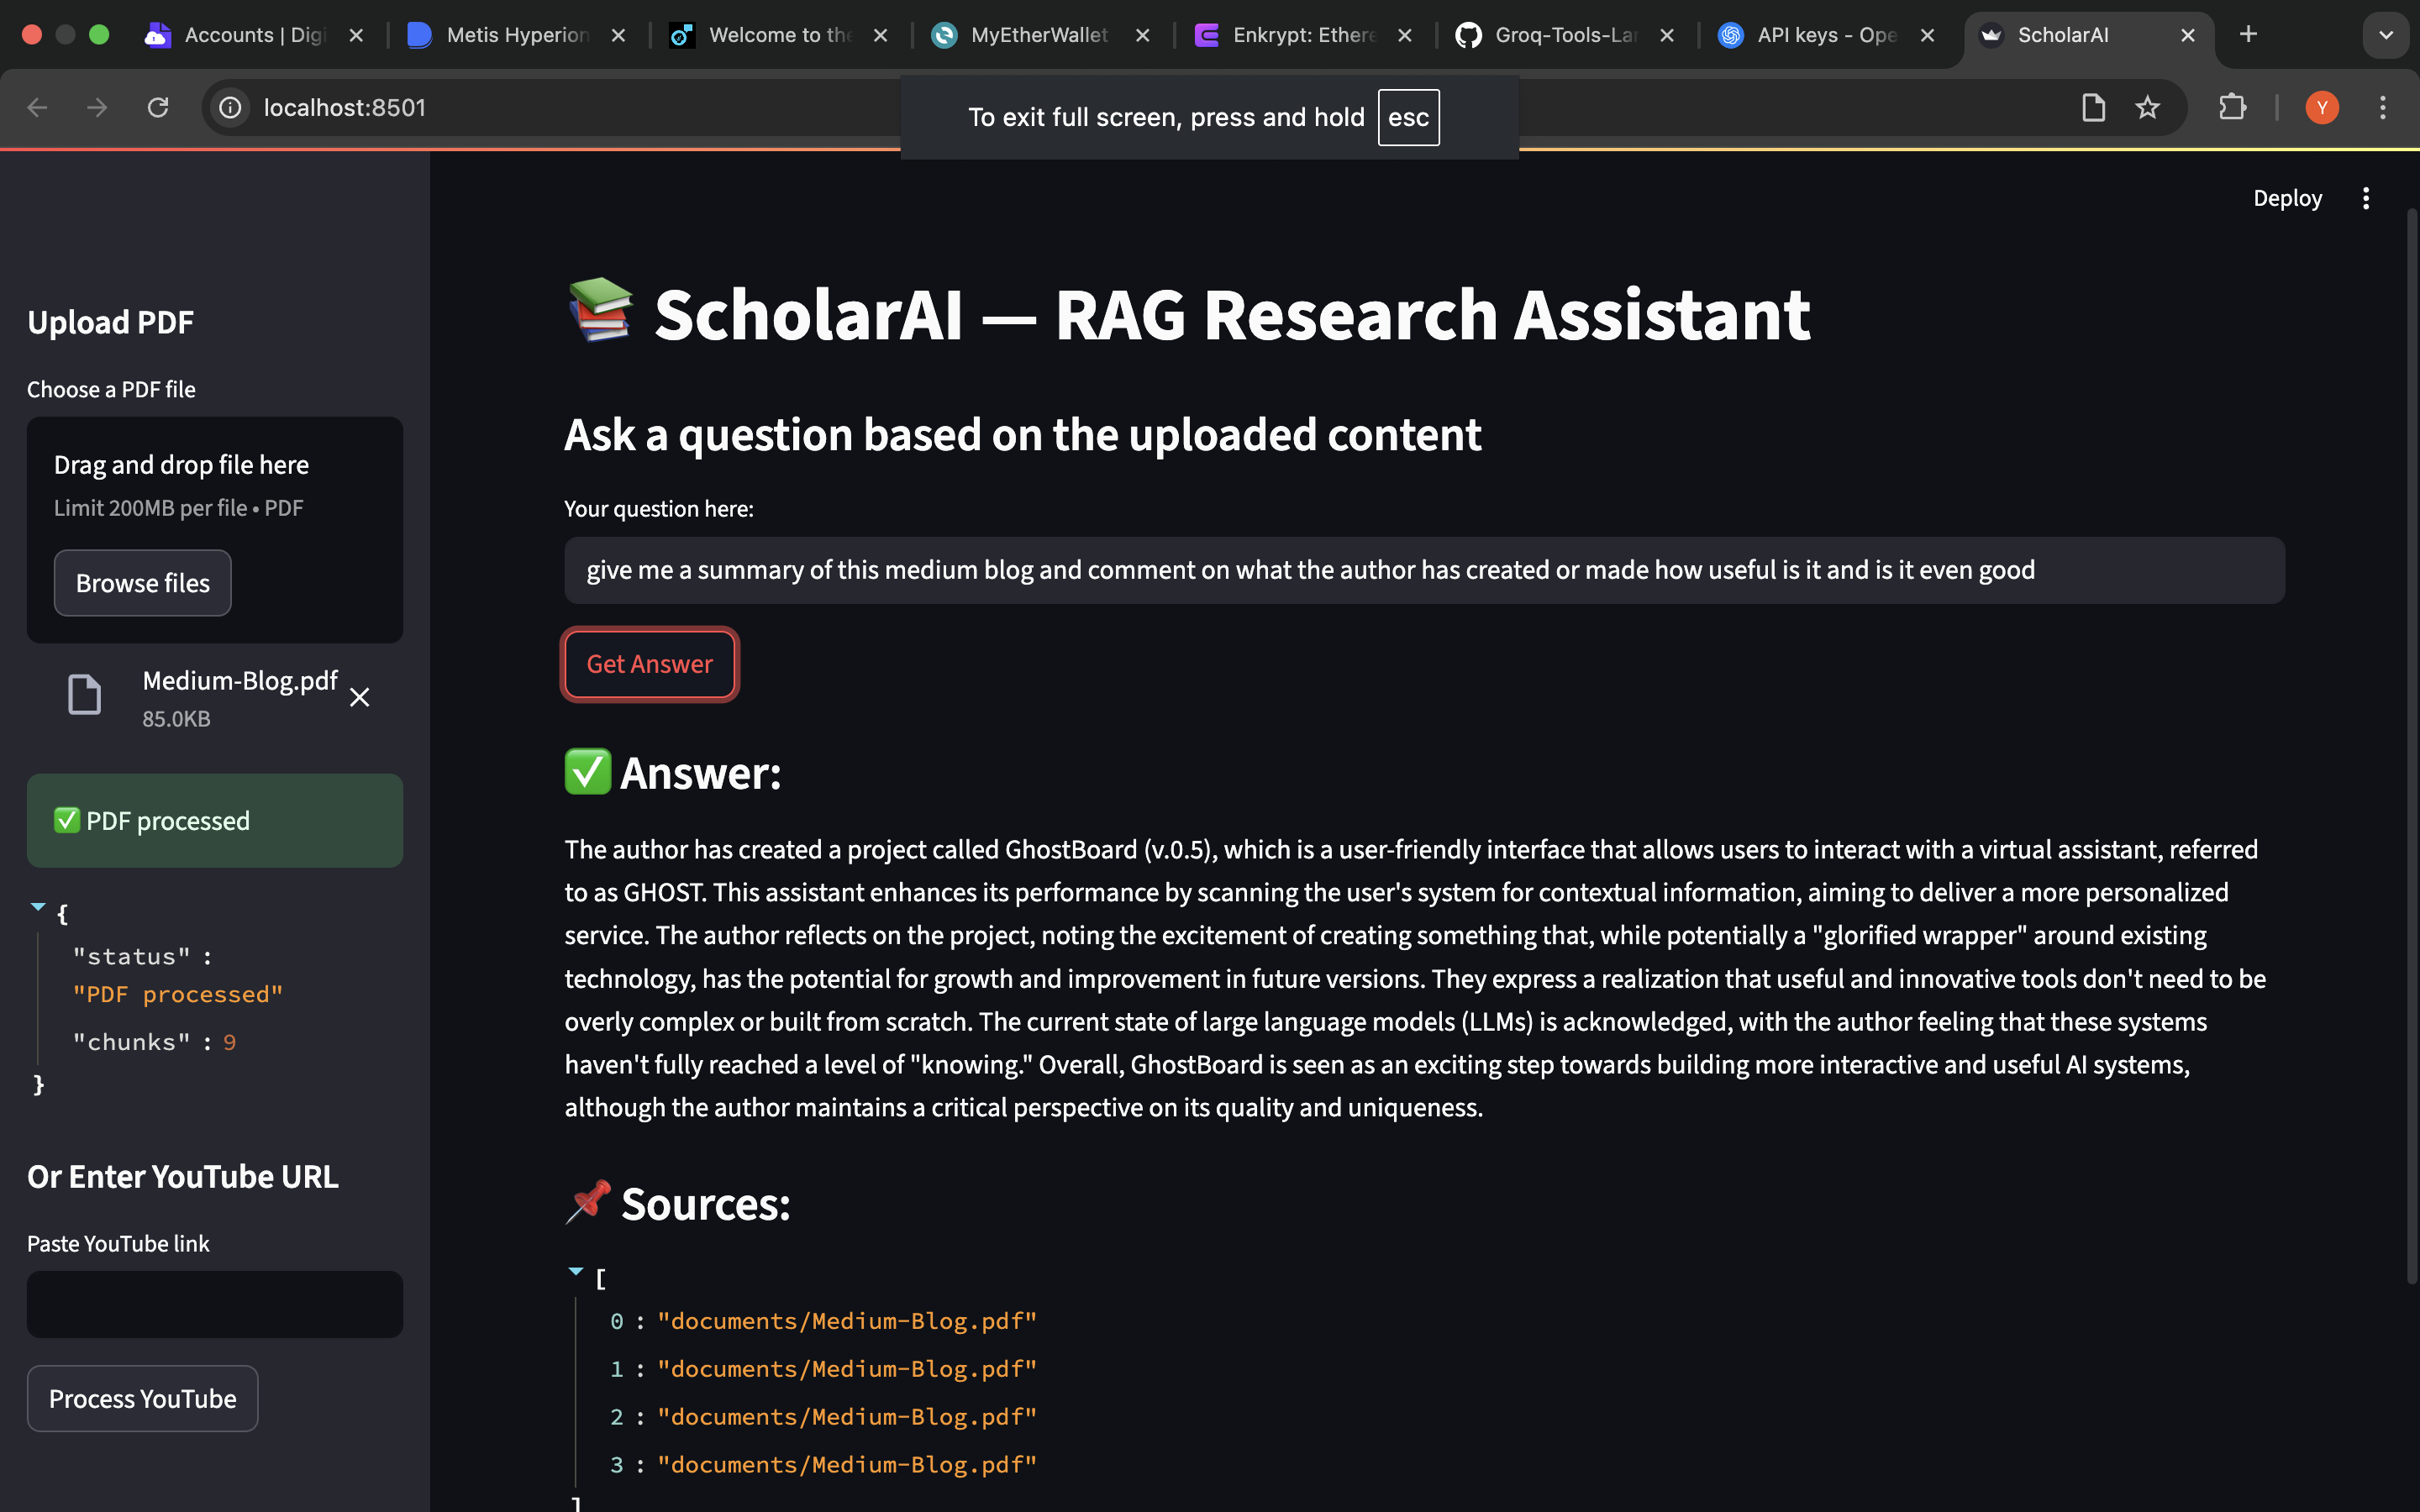 Accounts | Digi
Metis Hyperion
Welcome to the
MyEtherWallet
Enkrypt: Ethere
Groq-Tools-Lar
API keys - Ope
ScholarAI
localhost:8501
To exit full screen, press and hold esc
Y
Deploy
Upload PDF
Choose a PDF file
Drag and drop file here
Limit 200MB per file • PDF
Browse files
Medium-Blog.pdf
85.0KB
✅ PDF processed
{
"status" :
"PDF processed"
"chunks" : 9
}
Or Enter YouTube URL
Paste YouTube link
Process YouTube
📚 ScholarAI — RAG Research Assistant
Ask a question based on the uploaded content
Your question here:
give me a summary of this medium blog and comment on what the author has created or made how useful is it and is it even good
Get Answer
✅ Answer:
The author has created a project called GhostBoard (v.0.5), which is a user-friendly interface that allows users to interact with a virtual assistant, referred
to as GHOST. This assistant enhances its performance by scanning the user's system for contextual information, aiming to deliver a more personalized
service. The author reflects on the project, noting the excitement of creating something that, while potentially a "glorified wrapper" around existing
technology, has the potential for growth and improvement in future versions. They express a realization that useful and innovative tools don't need to be
overly complex or built from scratch. The current state of large language models (LLMs) is acknowledged, with the author feeling that these systems
haven't fully reached a level of "knowing." Overall, GhostBoard is seen as an exciting step towards building more interactive and useful AI systems,
although the author maintains a critical perspective on its quality and uniqueness.
📌 Sources:
[
0 : "documents/Medium-Blog.pdf"
1 : "documents/Medium-Blog.pdf"
2 : "documents/Medium-Blog.pdf"
3 : "documents/Medium-Blog.pdf"
]